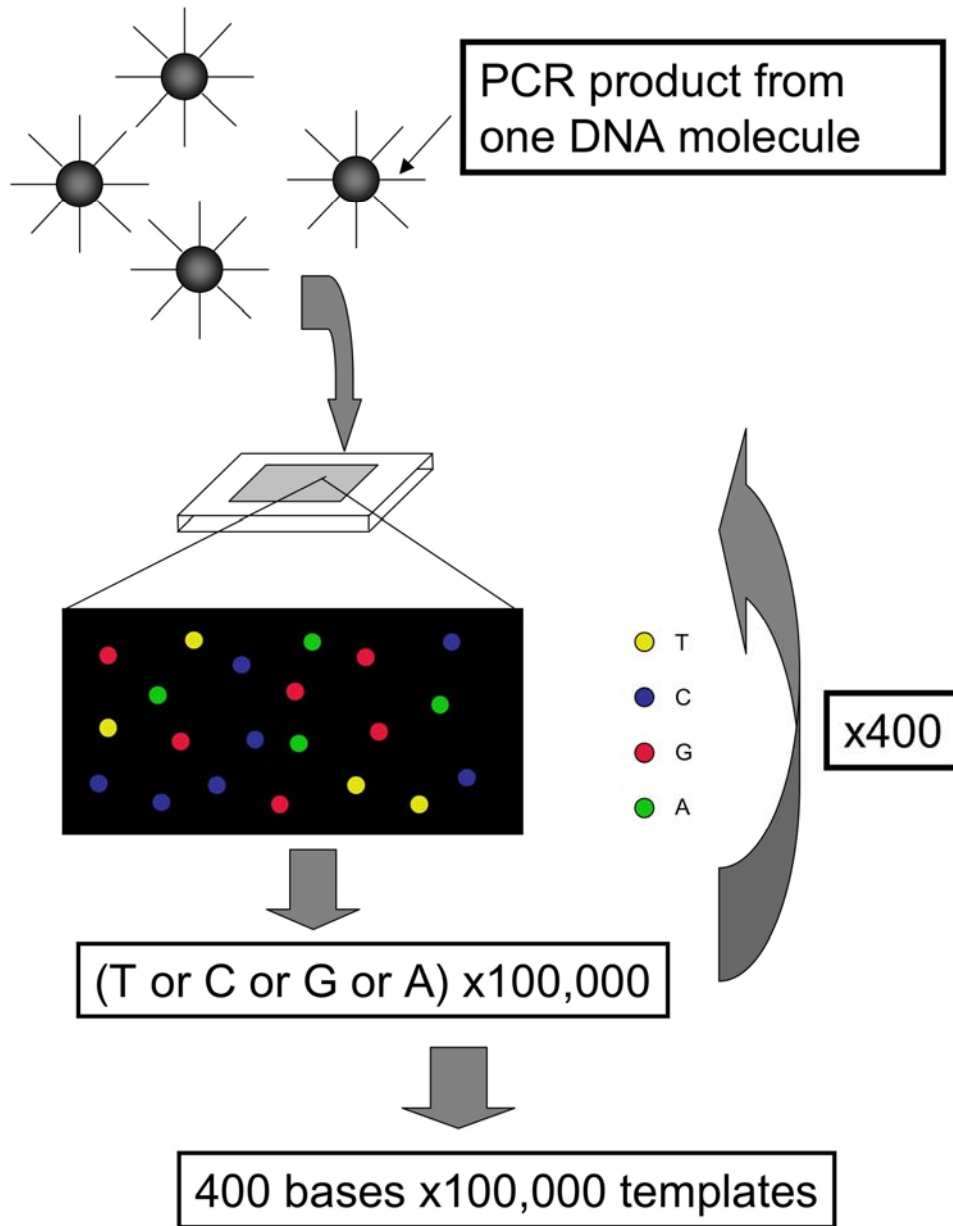 PCR product from
one DNA molecule
T
C
G
A
x400
(T or C or G or A) x100,000
400 bases x100,000 templates